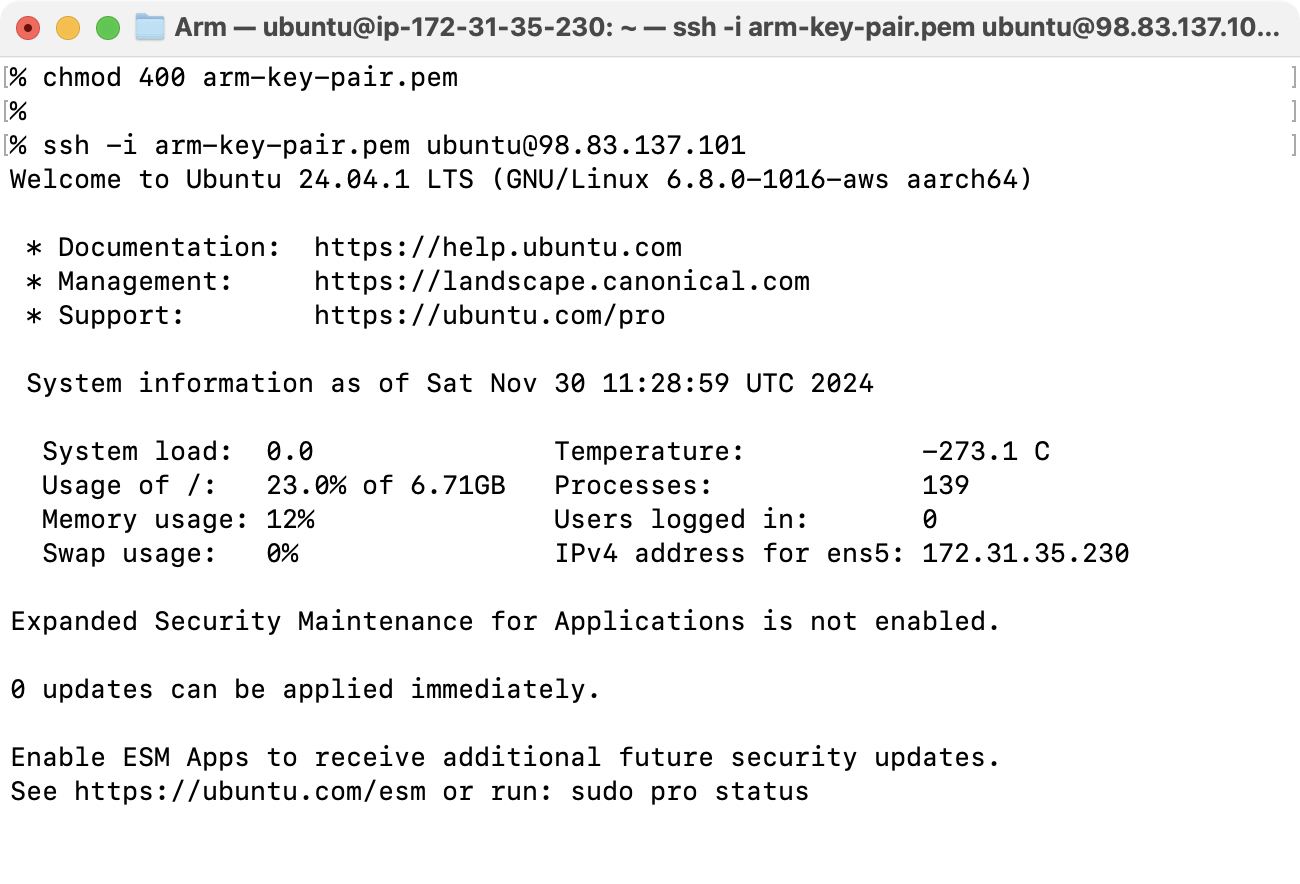 Arm — ubuntu@ip-172-31-35-230: ~ — ssh -i arm-key-pair.pem ubuntu@98.83.137.10...
[% chmod 400 arm-key-pair.pem ]
[% ]
[% ssh -i arm-key-pair.pem ubuntu@98.83.137.101 ]
Welcome to Ubuntu 24.04.1 LTS (GNU/Linux 6.8.0-1016-aws aarch64)
* Documentation: https://help.ubuntu.com
* Management: https://landscape.canonical.com
* Support: https://ubuntu.com/pro
System information as of Sat Nov 30 11:28:59 UTC 2024
System load: 0.0 Temperature: -273.1 C
Usage of /: 23.0% of 6.71GB Processes: 139
Memory usage: 12% Users logged in: 0
Swap usage: 0% IPv4 address for ens5: 172.31.35.230
Expanded Security Maintenance for Applications is not enabled.
0 updates can be applied immediately.
Enable ESM Apps to receive additional future security updates.
See https://ubuntu.com/esm or run: sudo pro status